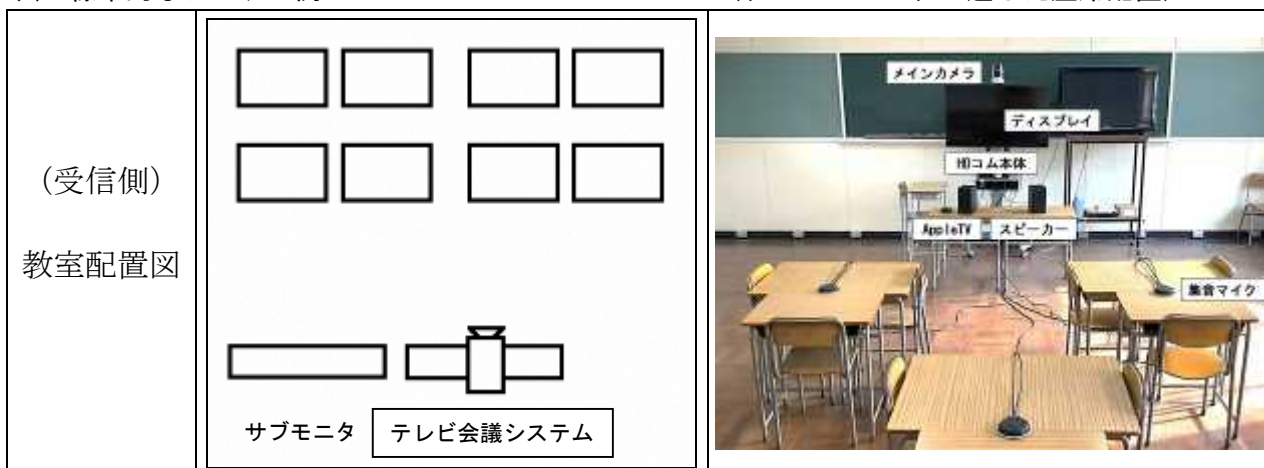 （受信側）
教室配置図
サブモニタ
テレビ会議システム
メインカメラ
ディスプレイ
HDコム本体
AppleTV
スピーカー
集音マイク